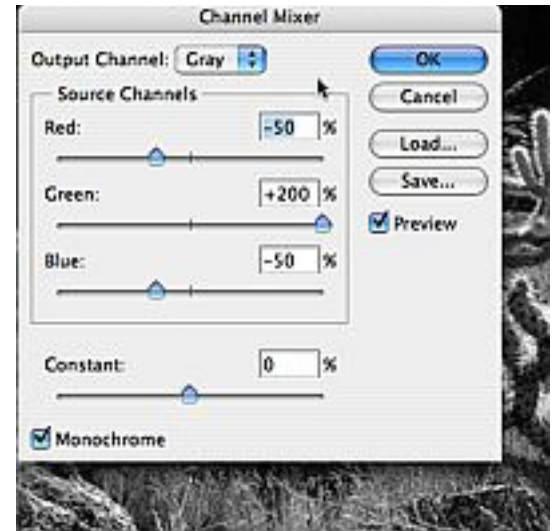 Channel Mixer
Output Channel: Gray
OK
Source Channels
Cancel
Red: -50 %
Load...
Green: +200 %
Save...
Preview
Blue: -50 %
Constant: 0 %
Monochrome